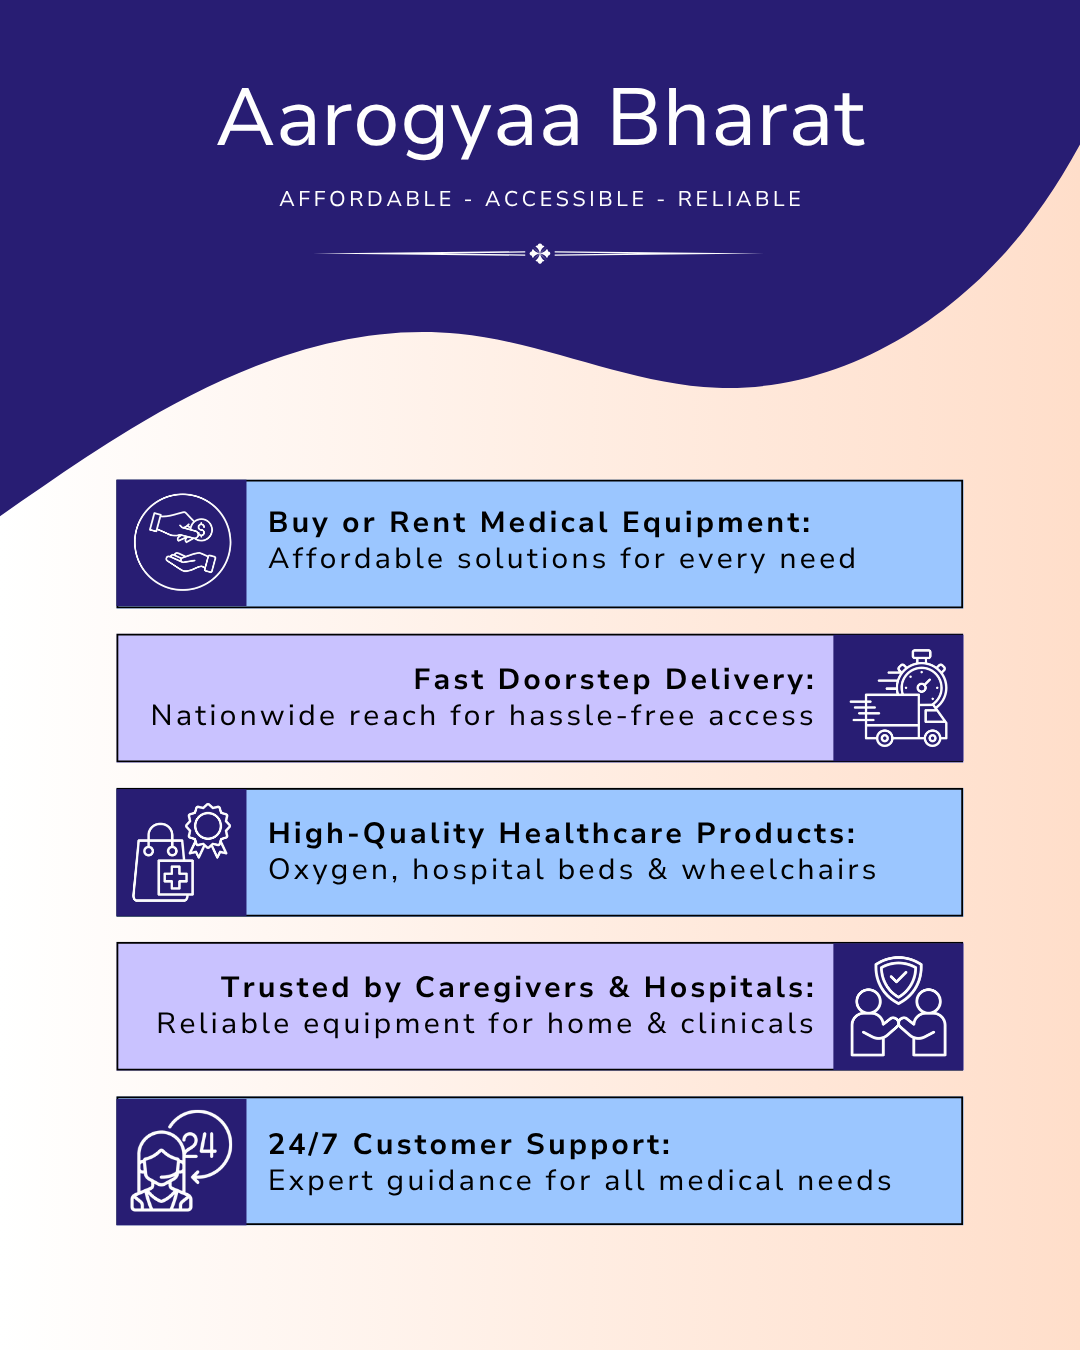 Aarogyaa Bharat
AFFORDABLE - ACCESSIBLE - RELIABLE
$
Buy or Rent Medical Equipment:
Affordable solutions for every need
Fast Doorstep Delivery:
Nationwide reach for hassle-free access
High-Quality Healthcare Products:
Oxygen, hospital beds & wheelchairs
Trusted by Caregivers & Hospitals:
Reliable equipment for home & clinicals
24
24/7 Customer Support:
Expert guidance for all medical needs